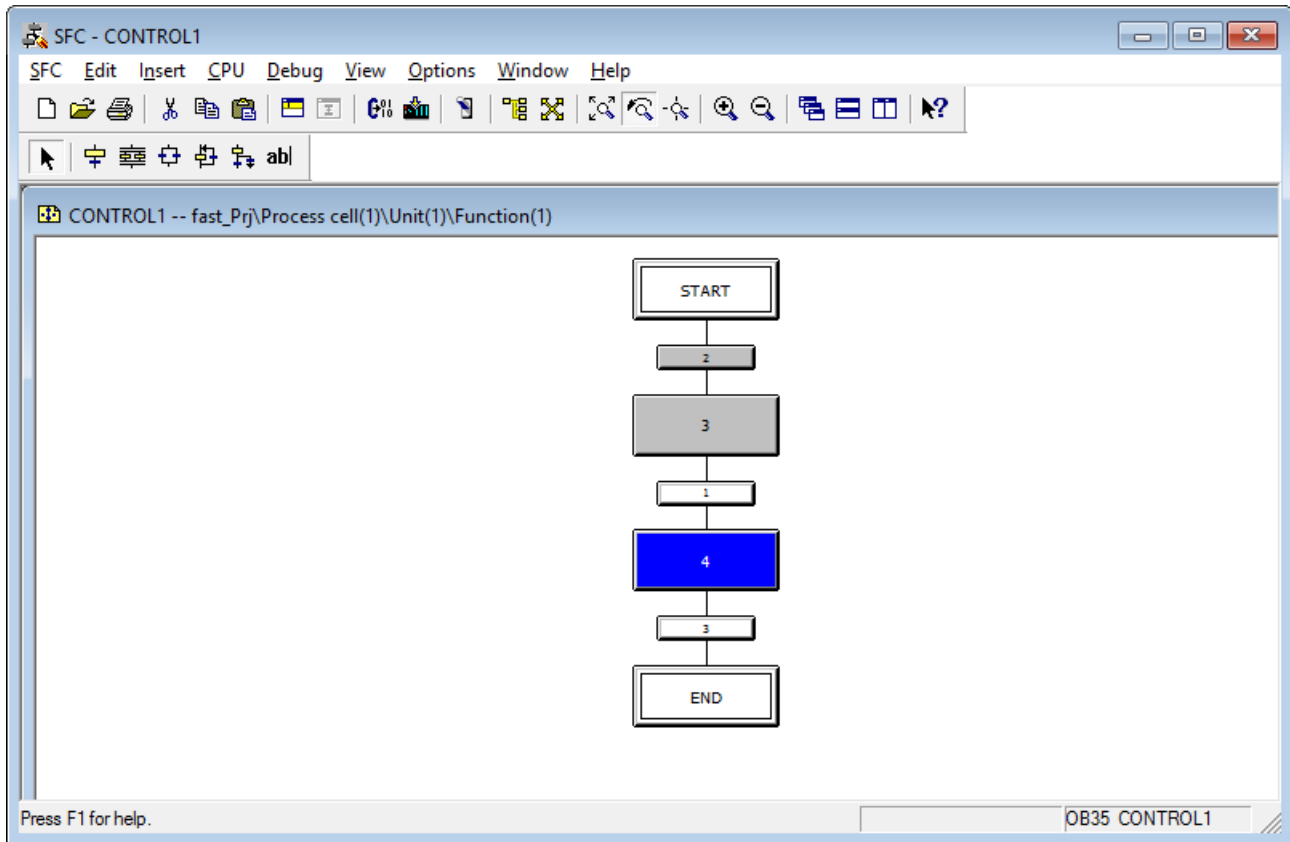 SFC - CONTROL1
SFC Edit Insert CPU Debug View Options Window Help
ab
CONTROL1 -- fast_Prj\Process cell(1)\Unit(1)\Function(1)
START
2
3
1
4
3
END
Press F1 for help.
OB35 CONTROL1